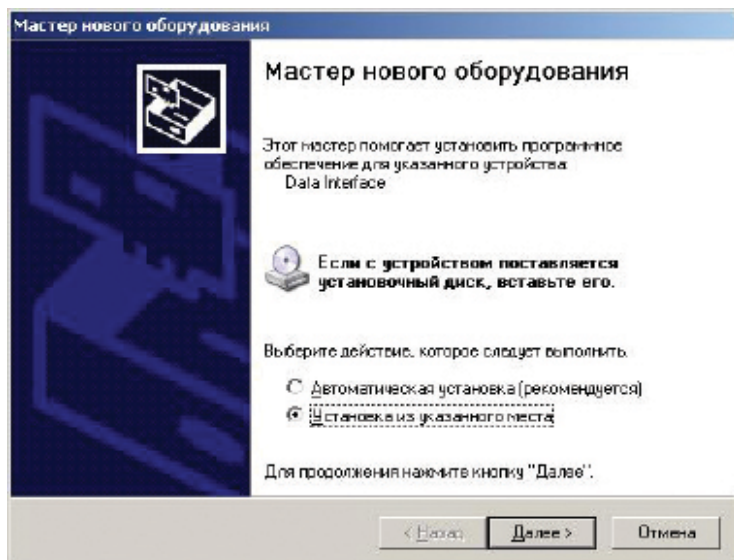 Мастер нового оборудования
Мастер нового оборудования
Этот мастер помогает установить программное
обеспечение для указанного устройства:
Data Interface
Если с устройством поставляется
установочный диск, вставьте его.
Выберите действие, которое следует выполнить.
Автоматическая установка (рекомендуется)
Установка из указанного места
Для продолжения нажмите кнопку "Далее".
< Назад Далее > Отмена